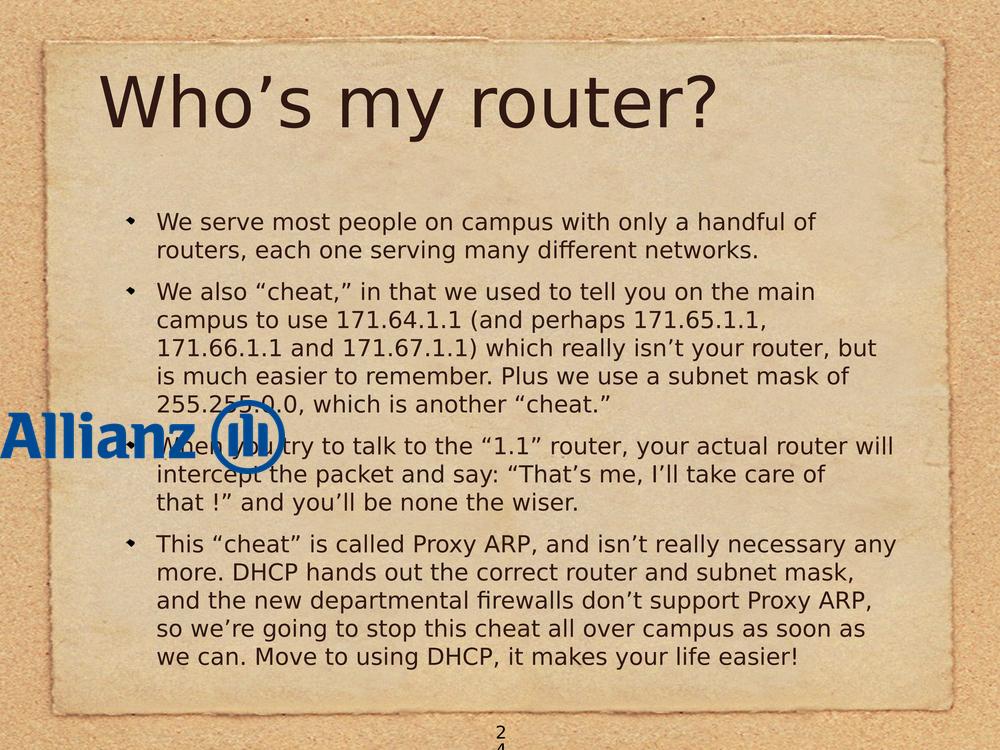 Who’s my router?
We serve most people on campus with only a handful of
routers, each one serving many different networks.
We also “cheat,” in that we used to tell you on the main
campus to use 171.64.1.1 (and perhaps 171.65.1.1,
171.66.1.1 and 171.67.1.1) which really isn’t your router, but
is much easier to remember. Plus we use a subnet mask of
255.255.0.0, which is another “cheat.”
Allianz
When you try to talk to the “1.1” router, your actual router will
intercept the packet and say: “That’s me, I’ll take care of
that !” and you’ll be none the wiser.
This “cheat” is called Proxy ARP, and isn’t really necessary any
more. DHCP hands out the correct router and subnet mask,
and the new departmental firewalls don’t support Proxy ARP,
so we’re going to stop this cheat all over campus as soon as
we can. Move to using DHCP, it makes your life easier!
2
4